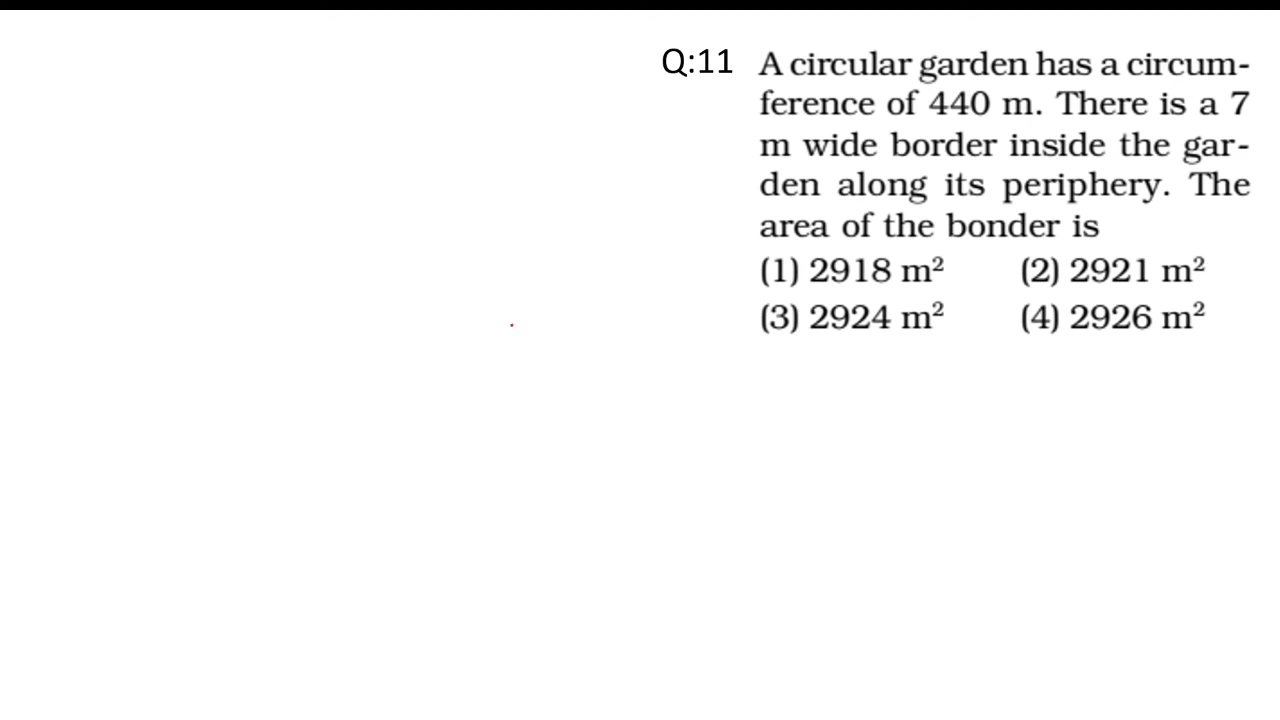 Q:11 A circular garden has a circum-
ference of 440 m. There is a 7
m wide border inside the gar-
den along its periphery. The
area of the bonder is
(1) 2918 m² (2) 2921 m²
(3) 2924 m² (4) 2926 m²